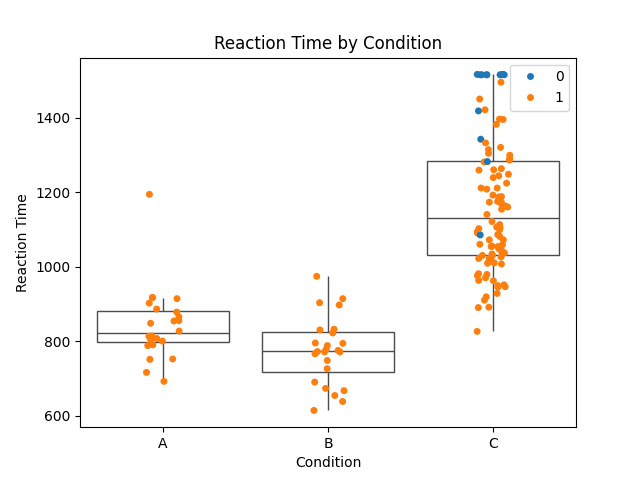 Reaction Time by Condition
0
1
1400
1200
1000
800
600
Reaction Time
A
B
C
Condition